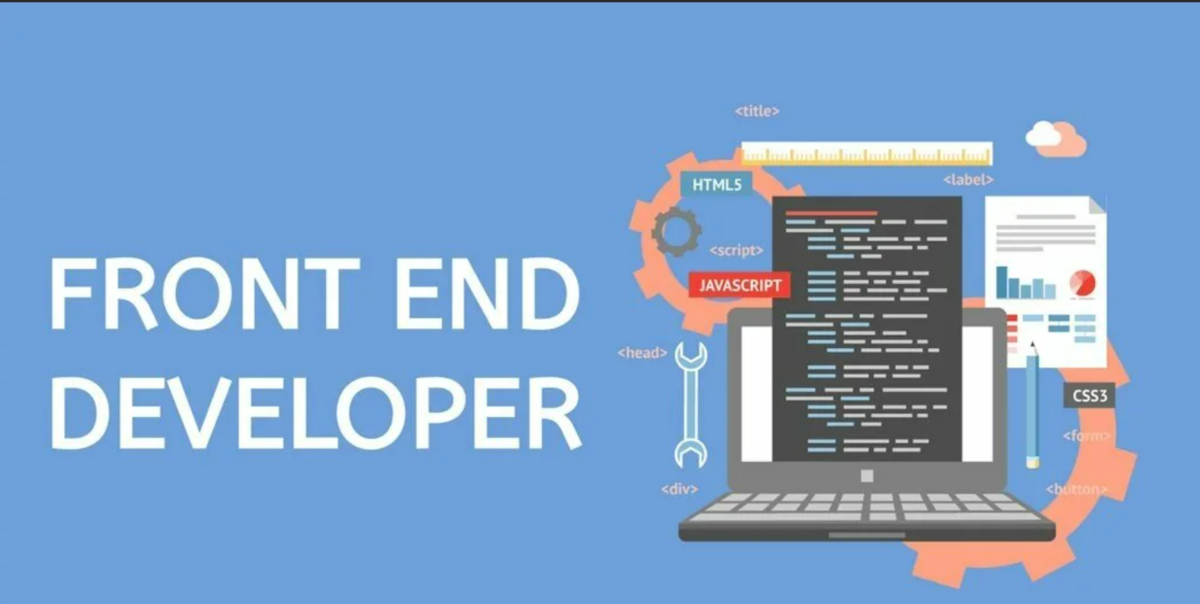 FRONT END
DEVELOPER
<title>
HTML5
<label>
<script>
JAVASCRIPT
<head>
CSS3
<form>
<div>
<button>